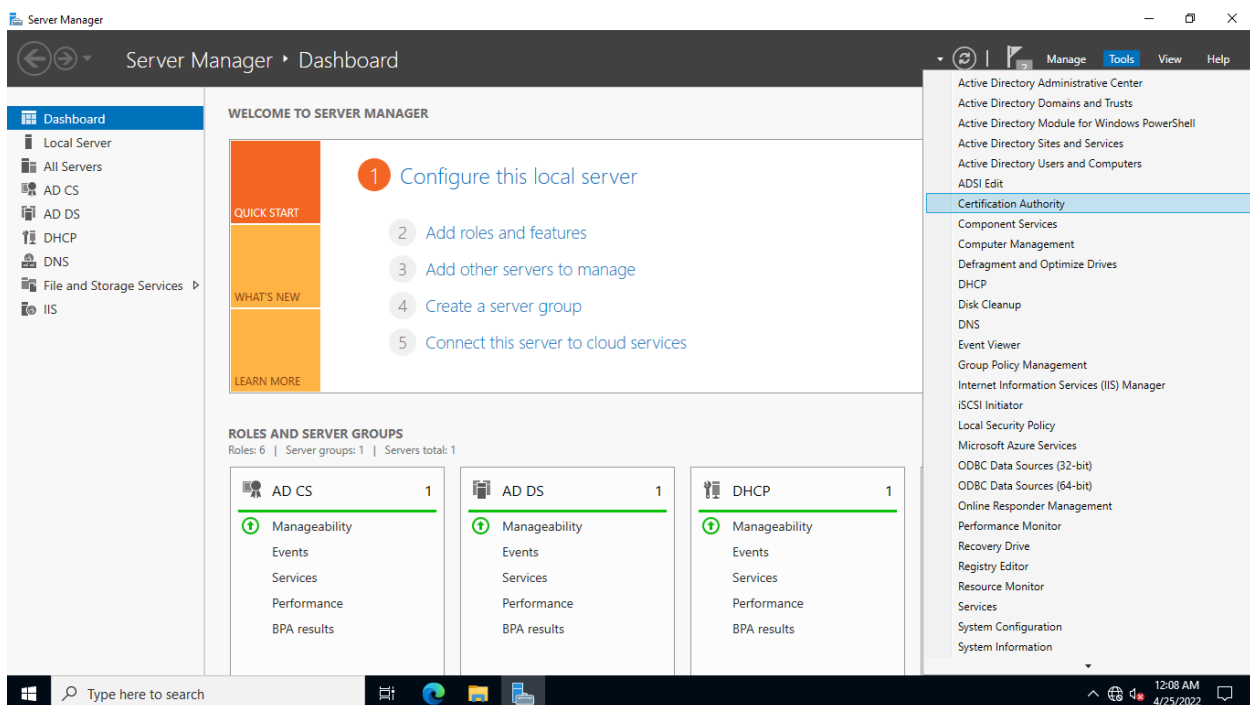 Server Manager
Server Manager ‣ Dashboard
2
Manage
Tools
View
Help
Dashboard
Local Server
All Servers
AD CS
AD DS
DHCP
DNS
File and Storage Services
IIS
WELCOME TO SERVER MANAGER
QUICK START
WHAT'S NEW
LEARN MORE
1 Configure this local server
2 Add roles and features
3 Add other servers to manage
4 Create a server group
5 Connect this server to cloud services
ROLES AND SERVER GROUPS
Roles: 6 | Server groups: 1 | Servers total: 1
AD CS 1
Manageability
Events
Services
Performance
BPA results
AD DS 1
Manageability
Events
Services
Performance
BPA results
DHCP 1
Manageability
Events
Services
Performance
BPA results
Active Directory Administrative Center
Active Directory Domains and Trusts
Active Directory Module for Windows PowerShell
Active Directory Sites and Services
Active Directory Users and Computers
ADSI Edit
Certification Authority
Component Services
Computer Management
Defragment and Optimize Drives
DHCP
Disk Cleanup
DNS
Event Viewer
Group Policy Management
Internet Information Services (IIS) Manager
iSCSI Initiator
Local Security Policy
Microsoft Azure Services
ODBC Data Sources (32-bit)
ODBC Data Sources (64-bit)
Online Responder Management
Performance Monitor
Recovery Drive
Registry Editor
Resource Monitor
Services
System Configuration
System Information
Type here to search
12:08 AM
4/25/2022